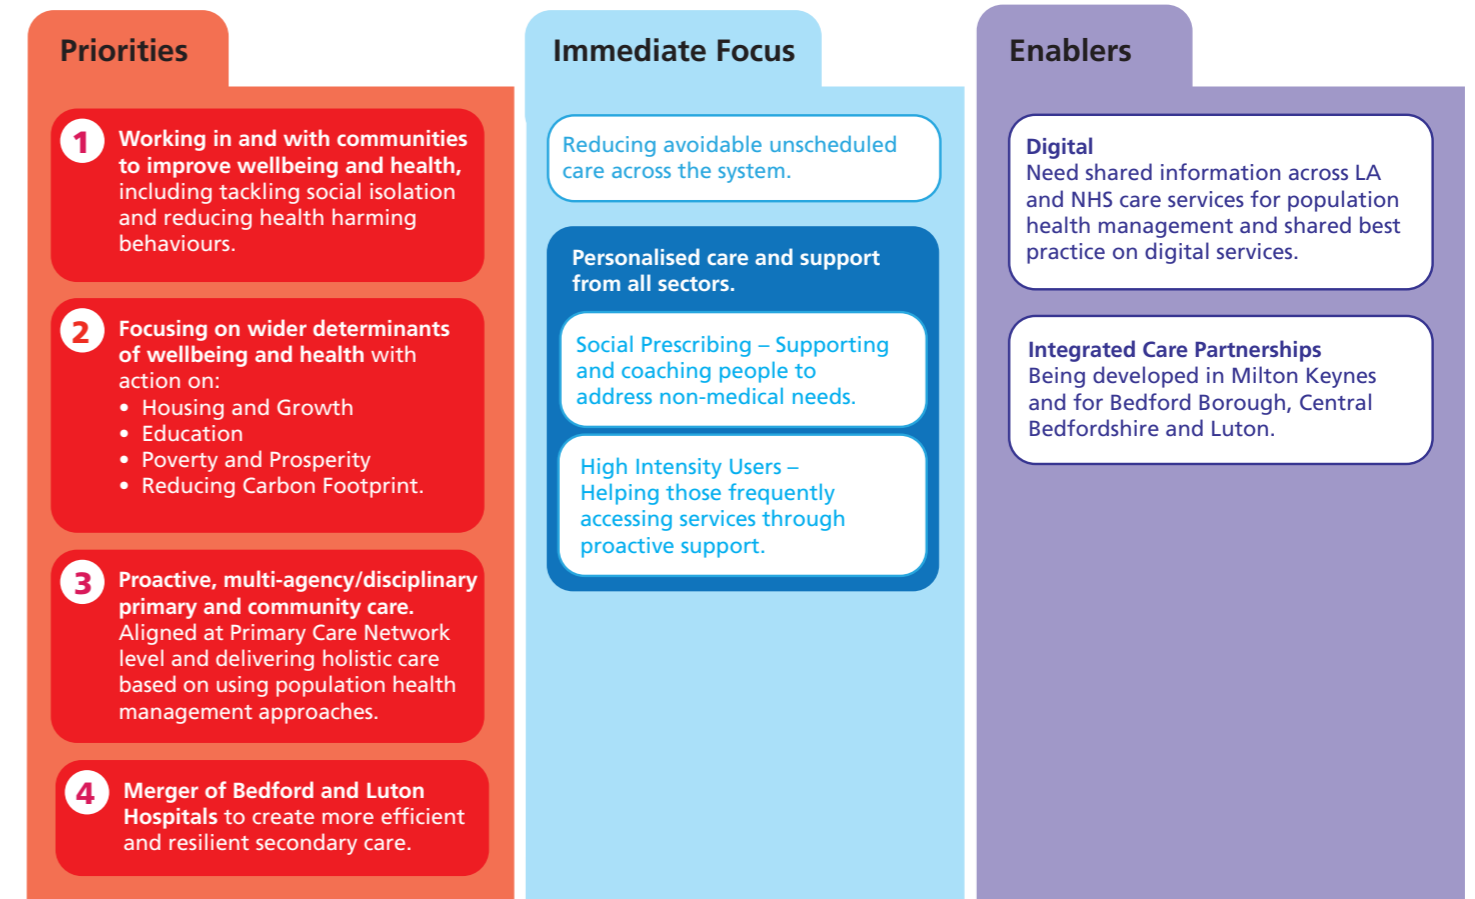 Priorities
1
Working in and with communities
to improve wellbeing and health,
including tackling social isolation
and reducing health harming
behaviours.
2
Focusing on wider determinants
of wellbeing and health with
action on:
• Housing and Growth
• Education
• Poverty and Prosperity
• Reducing Carbon Footprint.
3
Proactive, multi-agency/disciplinary
primary and community care.
Aligned at Primary Care Network
level and delivering holistic care
based on using population health
management approaches.
4
Merger of Bedford and Luton
Hospitals to create more efficient
and resilient secondary care.
Immediate Focus
Reducing avoidable unscheduled
care across the system.
Personalised care and support
from all sectors.
Social Prescribing – Supporting
and coaching people to
address non-medical needs.
High Intensity Users –
Helping those frequently
accessing services through
proactive support.
Enablers
Digital
Need shared information across LA
and NHS care services for population
health management and shared best
practice on digital services.
Integrated Care Partnerships
Being developed in Milton Keynes
and for Bedford Borough, Central
Bedfordshire and Luton.